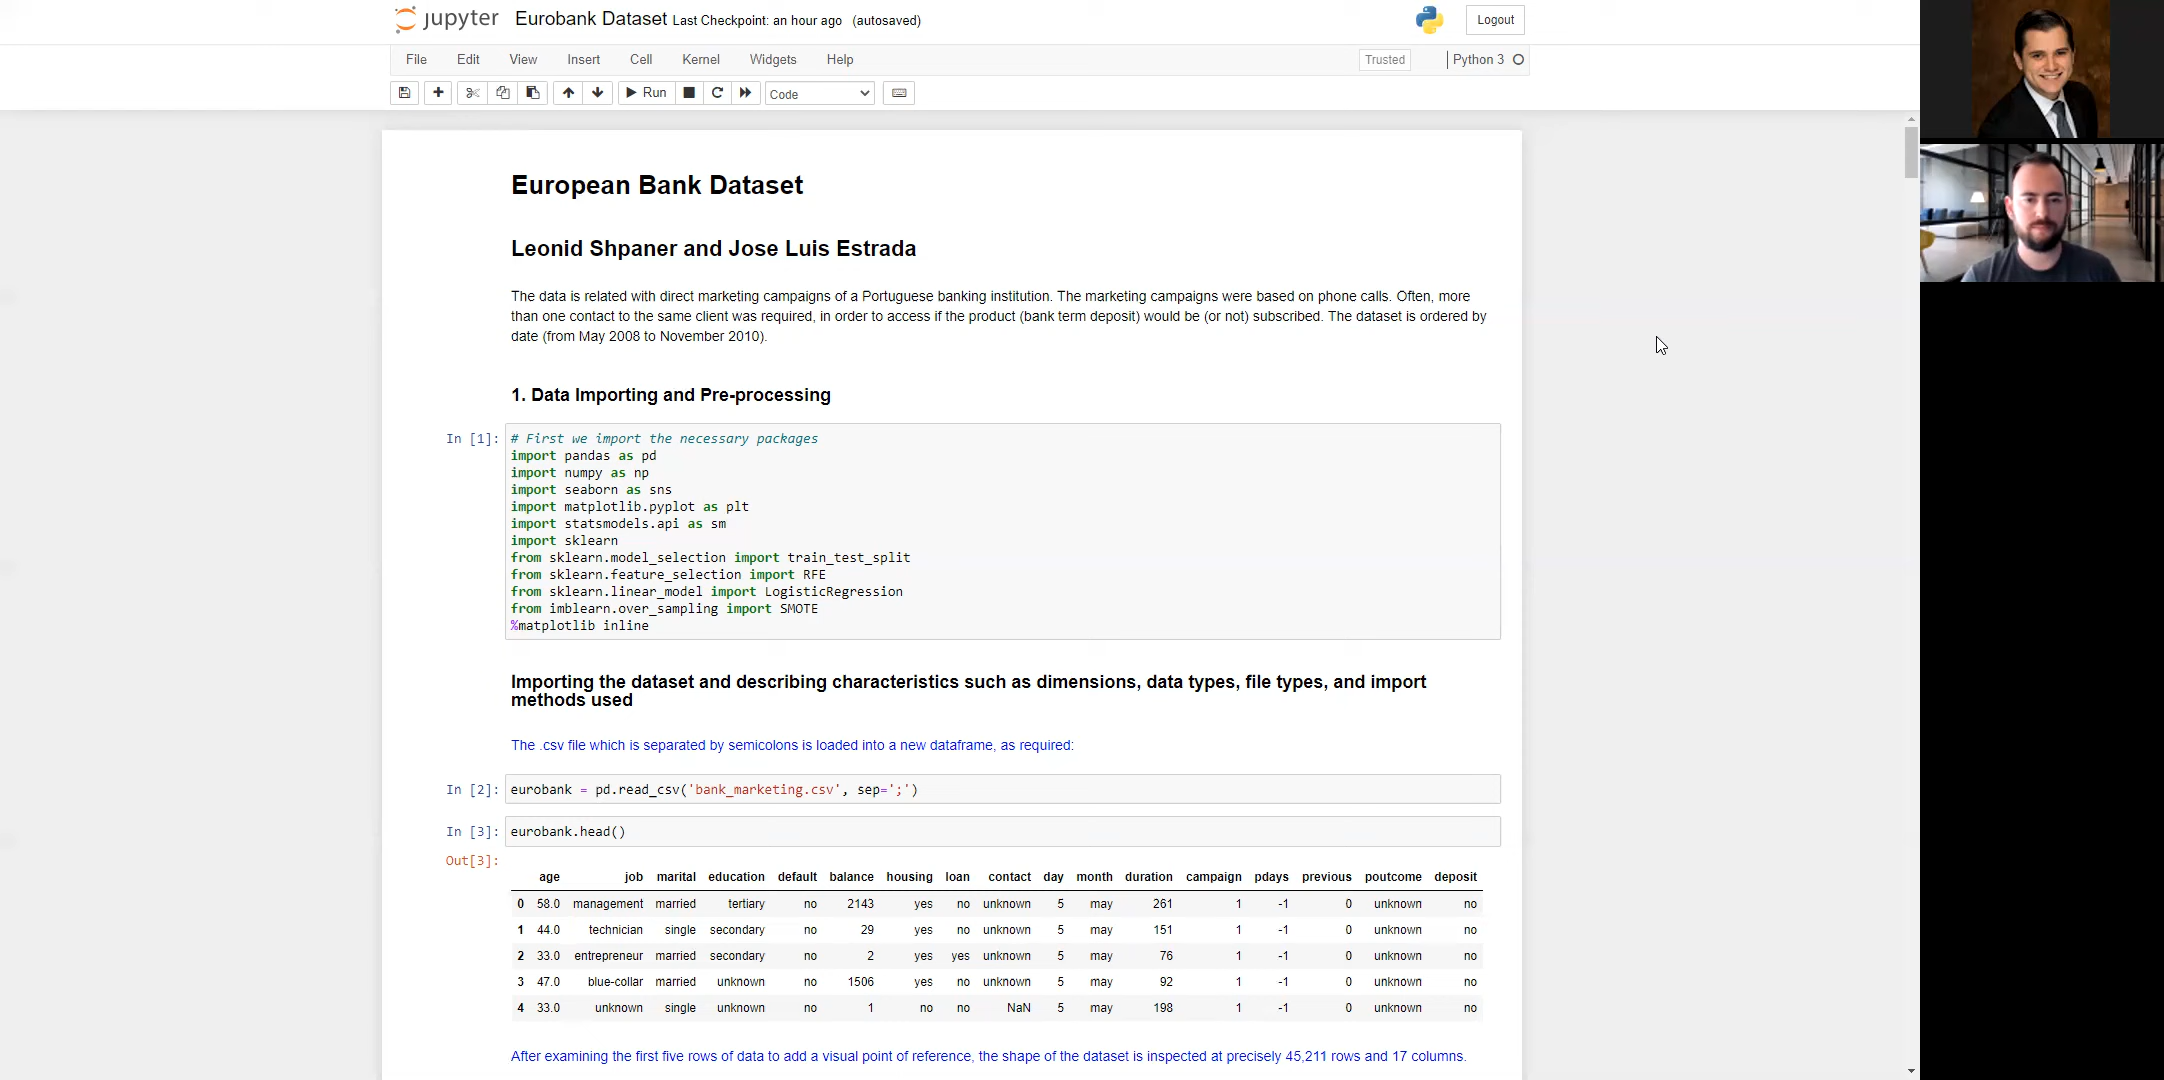 jupyter Eurobank Dataset Last Checkpoint: an hour ago (autosaved)
Logout
File Edit View Insert Cell Kernel Widgets Help
Trusted
Python 3
Run
Code
European Bank Dataset
Leonid Shpaner and Jose Luis Estrada
The data is related with direct marketing campaigns of a Portuguese banking institution. The marketing campaigns were based on phone calls. Often, more
than one contact to the same client was required, in order to access if the product (bank term deposit) would be (or not) subscribed. The dataset is ordered by
date (from May 2008 to November 2010).
1. Data Importing and Pre-processing
In [1]: # First we import the necessary packages
import pandas as pd
import numpy as np
import seaborn as sns
import matplotlib.pyplot as plt
import statsmodels.api as sm
import sklearn
from sklearn.model_selection import train_test_split
from sklearn.feature_selection import RFE
from sklearn.linear_model import LogisticRegression
from imblearn.over_sampling import SMOTE
%matplotlib inline
Importing the dataset and describing characteristics such as dimensions, data types, file types, and import
methods used
The .csv file which is separated by semicolons is loaded into a new dataframe, as required:
In [2]: eurobank = pd.read_csv('bank_marketing.csv', sep=';')
In [3]: eurobank.head()
Out[3]:
age job marital education default balance housing loan contact day month duration campaign pdays previous poutcome deposit
0 58.0 management married tertiary no 2143 yes no unknown 5 may 261 1 -1 0 unknown no
1 44.0 technician single secondary no 29 yes no unknown 5 may 151 1 -1 0 unknown no
2 33.0 entrepreneur married secondary no 2 yes yes unknown 5 may 76 1 -1 0 unknown no
3 47.0 blue-collar married unknown no 1506 yes no unknown 5 may 92 1 -1 0 unknown no
4 33.0 unknown single unknown no 1 no no NaN 5 may 198 1 -1 0 unknown no
After examining the first five rows of data to add a visual point of reference, the shape of the dataset is inspected at precisely 45,211 rows and 17 columns.